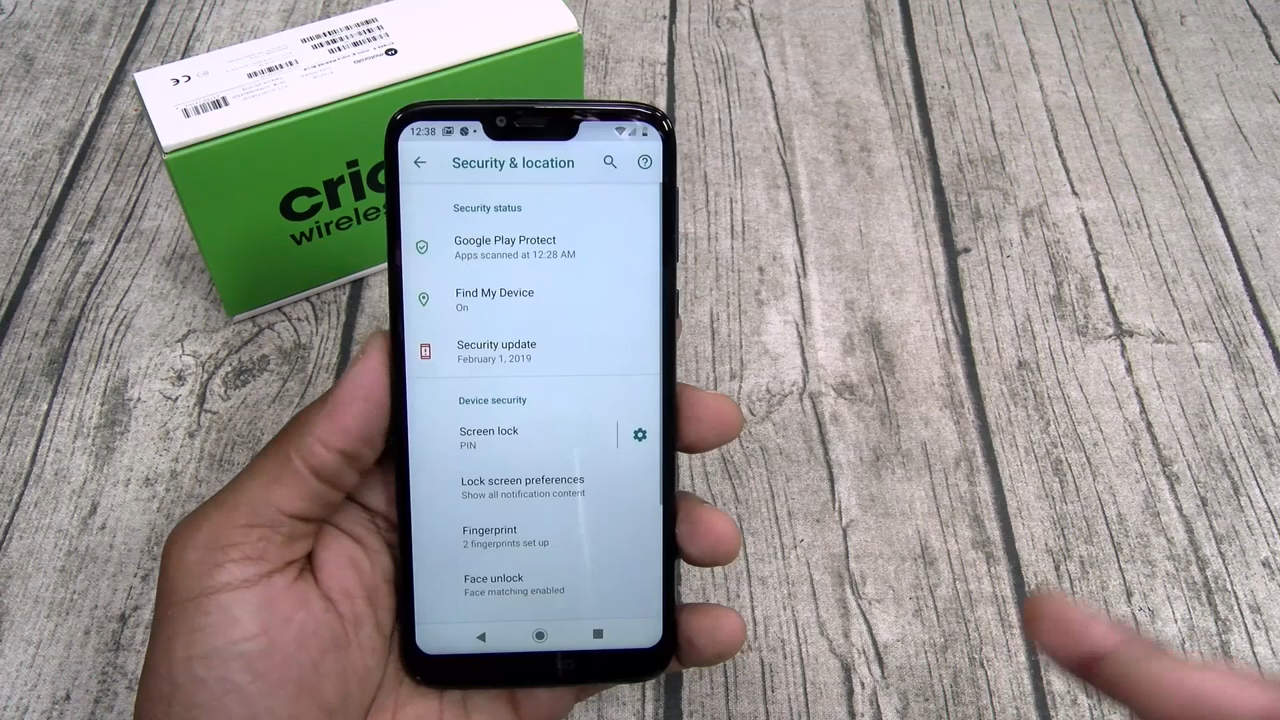 motorola
cric
wireles
12:38
Security & location
Security status
Google Play Protect
Apps scanned at 12:28 AM
Find My Device
On
Security update
February 1, 2019
Device security
Screen lock
PIN
Lock screen preferences
Show all notification content
Fingerprint
2 fingerprints set up
Face unlock
Face matching enabled